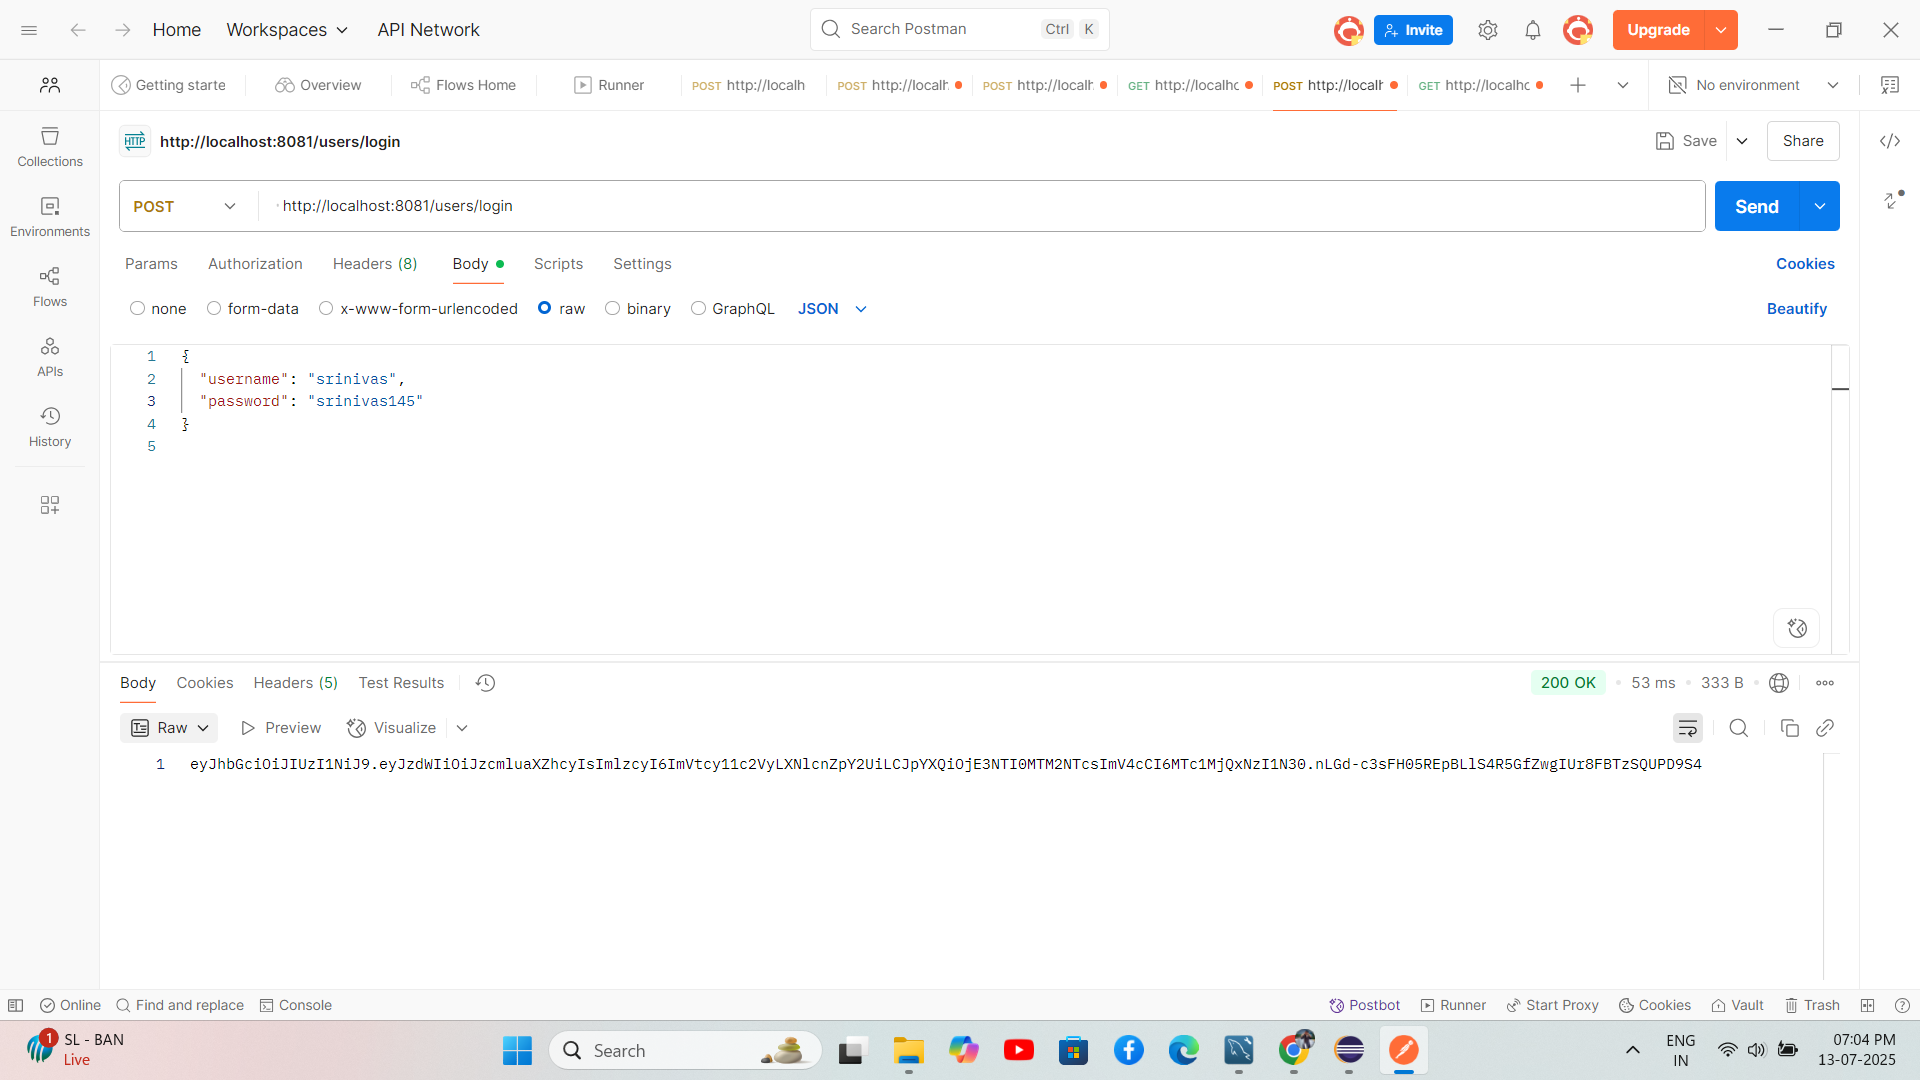 Home
Workspaces
API Network
Search Postman
Ctrl
K
Invite
Upgrade
Getting starte
Overview
Flows Home
Runner
POST http://localh
POST http://localh
POST http://localh
GET http://localhc
POST http://localh
GET http://localhc
No environment
Collections
Environments
Flows
APIs
History
HTTP
http://localhost:8081/users/login
Save
Share
POST
http://localhost:8081/users/login
Send
Params
Authorization
Headers (8)
Body
Scripts
Settings
Cookies
none
form-data
x-www-form-urlencoded
raw
binary
GraphQL
JSON
Beautify
1 {
2 "username": "srinivas",
3 "password": "srinivas145"
4 }
5
Body
Cookies
Headers (5)
Test Results
200 OK
53 ms
333 B
Raw
Preview
Visualize
1 eyJhbGciOiJIUzI1NiJ9.eyJzdWIiOiJzcmluaXZhcyIsImlzcyI6ImVtcy11c2VyLXNlcnZpY2UiLCJpYXQiOjE3NTI0MTM2NTcsImV4cCI6MTc1MjQxNzI1N30.nLGd-c3sFH05REpBLlS4R5GfZwgIUr8FBTzSQUPD9S4
Online
Find and replace
Console
Postbot
Runner
Start Proxy
Cookies
Vault
Trash
1
SL - BAN
Live
Search
ENG
IN
07:04 PM
13-07-2025